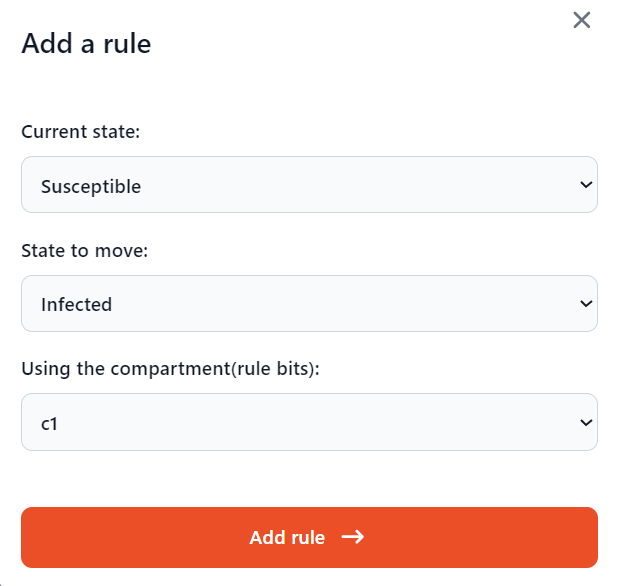 Add a rule
Current state:
Susceptible
State to move:
Infected
Using the compartment(rule bits):
c1
Add rule